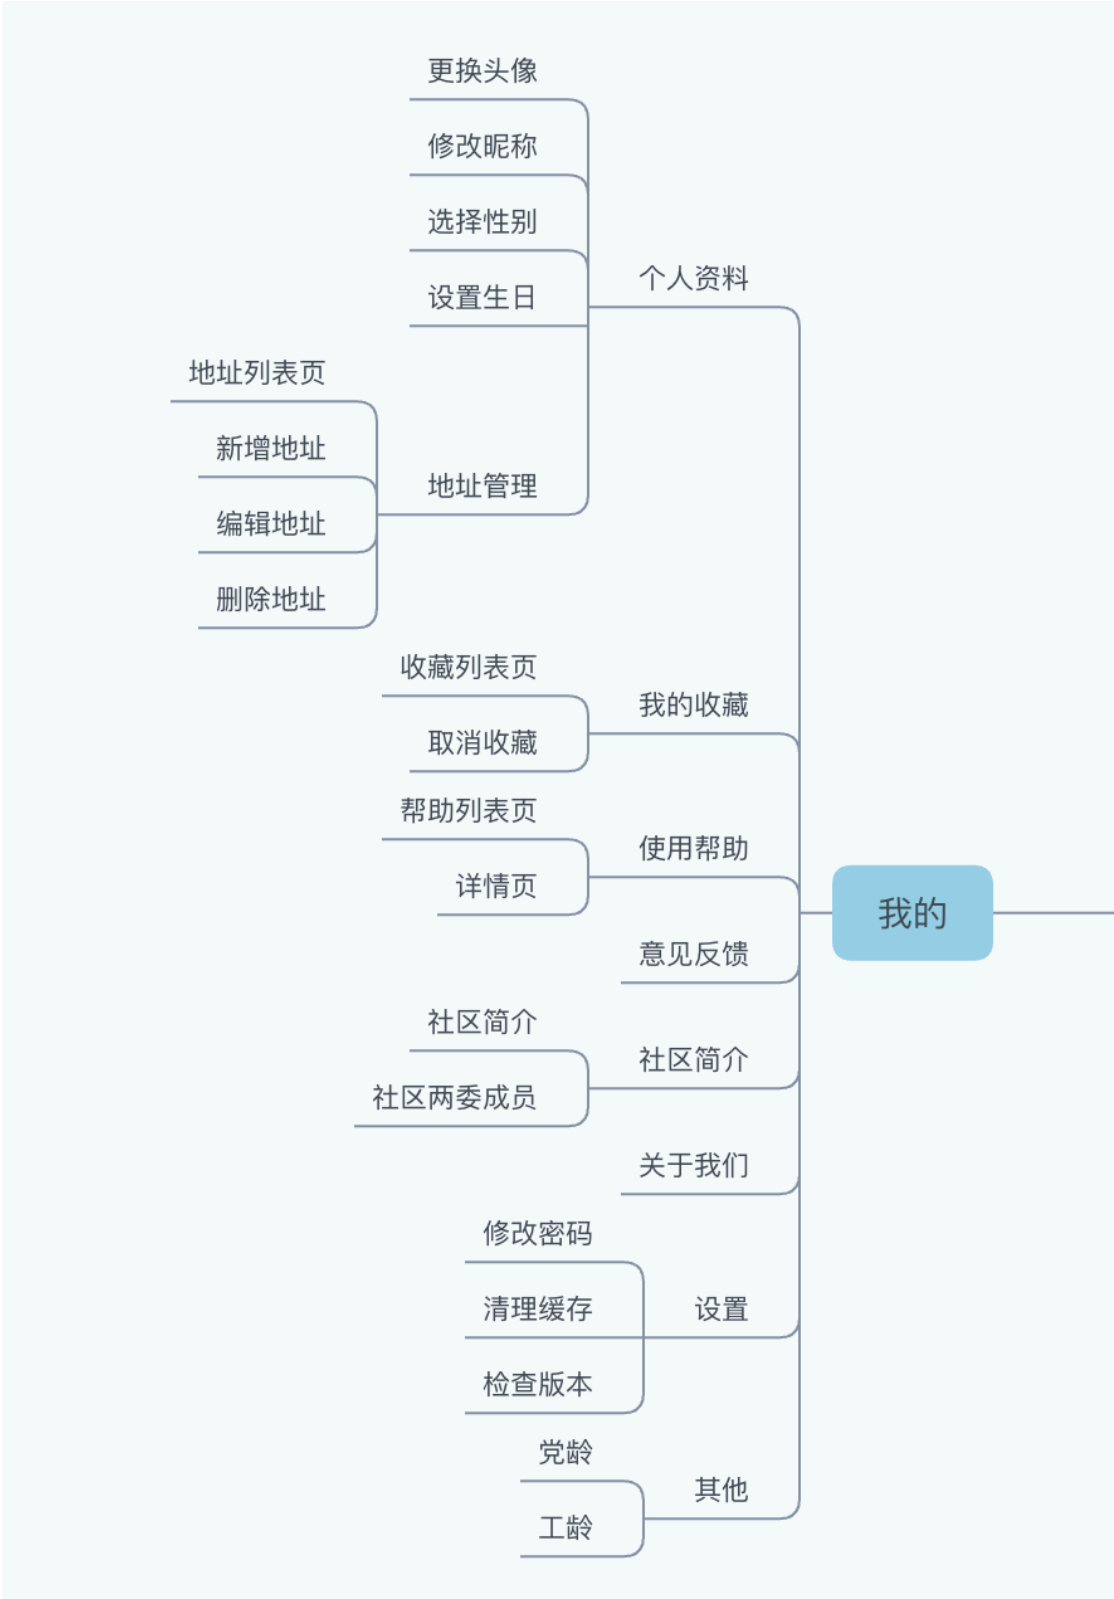 更换头像
修改昵称
选择性别
个人资料
设置生日
地址列表页
新增地址
地址管理
编辑地址
删除地址
收藏列表页
我的收藏
取消收藏
帮助列表页
使用帮助
详情页
我的
意见反馈
社区简介
社区简介
社区两委成员
关于我们
修改密码
清理缓存
设置
检查版本
党龄
其他
工龄